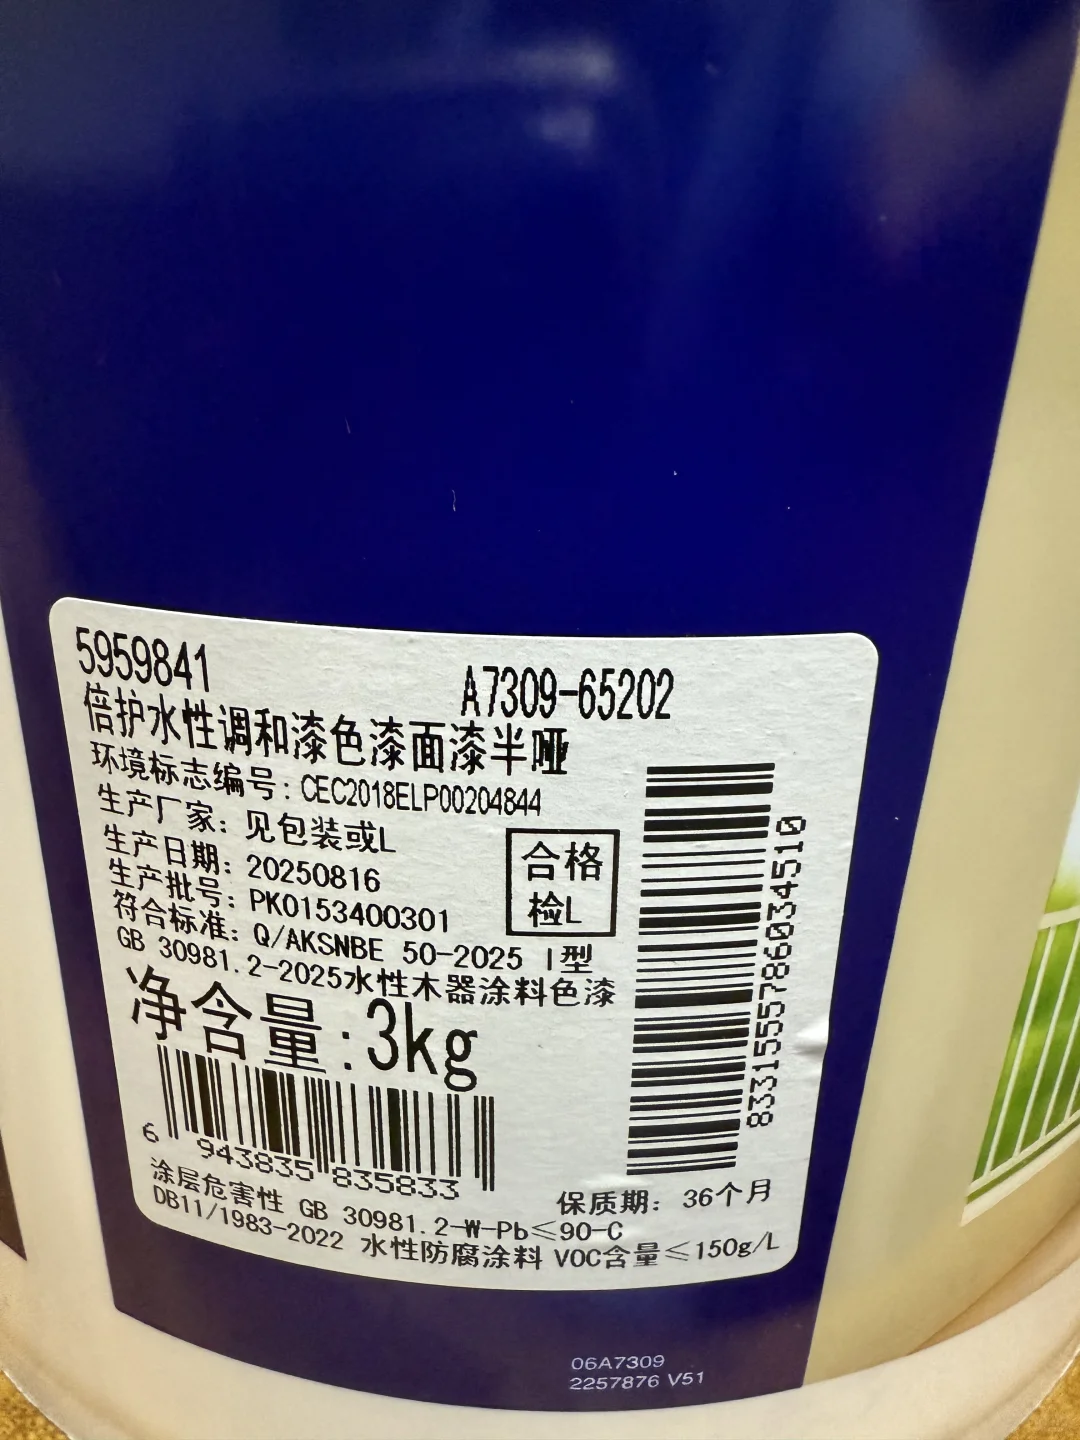 5959841
A7309-65202
倍护水性调和漆色漆面漆半哑
环境标志编号：CEC2018ELP00204844
生产厂家：见包装或L
生产日期：20250816
生产批号：PK0153400301
符合标准：Q/AKSNBE 50-2025 I型
GB 30981.2-2025水性木器涂料色漆
合格
检L
净含量：3kg
6 943835 835833
8331555786034510
保质期：36个月
涂层危害性 GB 30981.2-W-Pb≤90-C
DB11/1983-2022 水性防腐涂料 VOC含量≤150g/L
06A7309
2257876 V51